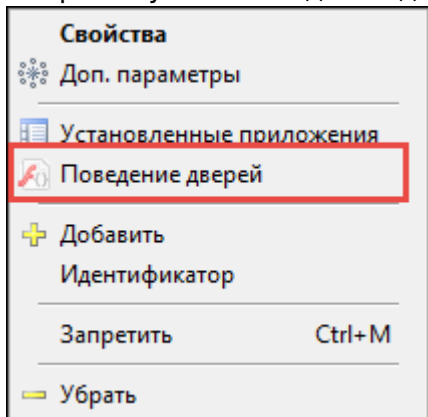 Свойства
Доп. параметры
Установленные приложения
Поведение дверей
Добавить
Идентификатор
Запретить Ctrl+M
Убрать